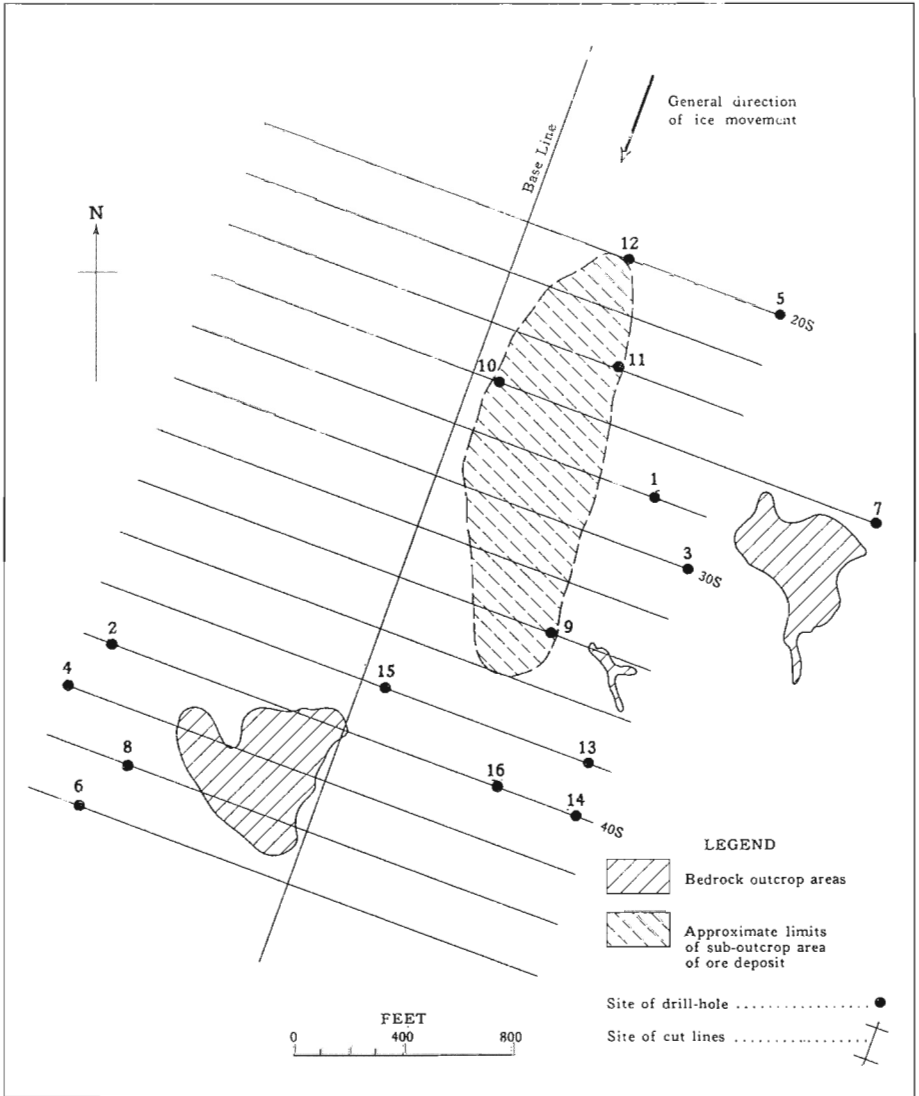 General direction
of ice movement
Base Line
N
12
5
20S
11
10
1
7
3
30S
9
2
15
4
13
8
16
6
14
40S
LEGEND
Bedrock outcrop areas
Approximate limits
of sub-outcrop area
of ore deposit
Site of drill-hole
Site of cut lines
FEET
0 400 800